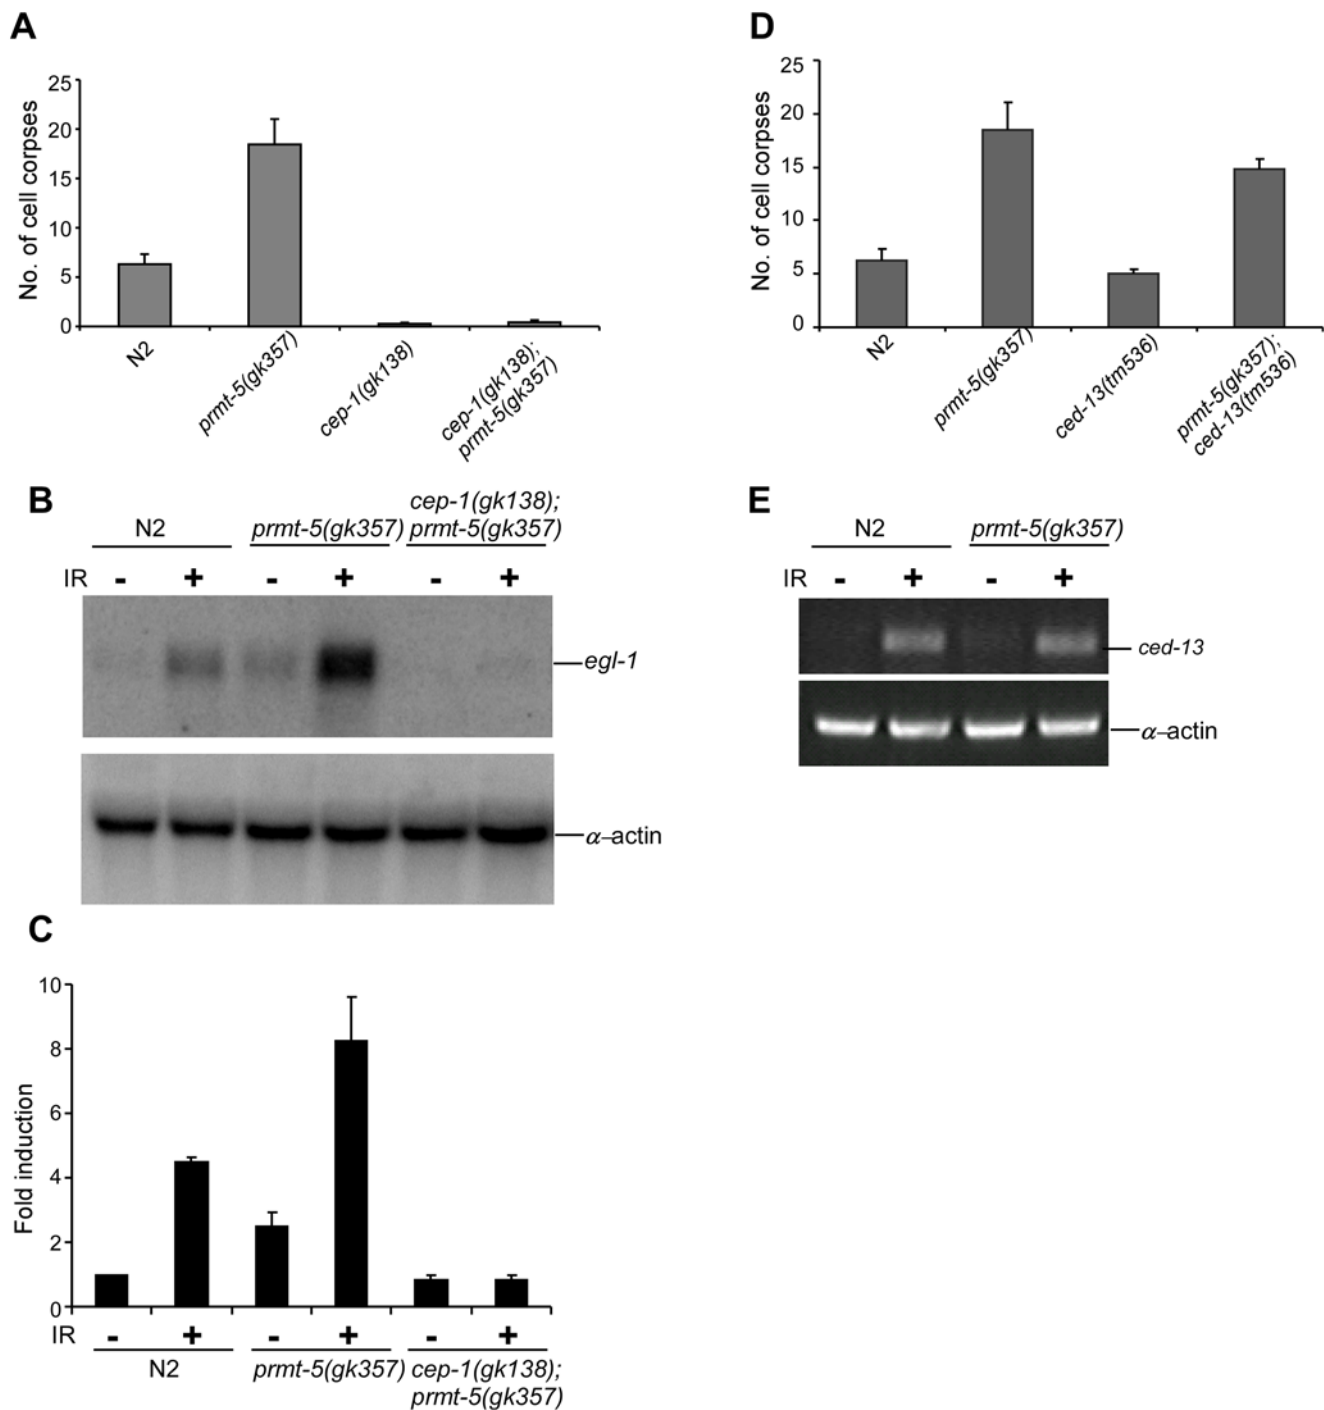 A
No. of cell corpses
25
20
15
10
5
0
N2
prmt-5(gk357)
cep-1(gk138)
cep-1(gk138);
prmt-5(gk357)
B
N2
prmt-5(gk357)
cep-1(gk138);
prmt-5(gk357)
IR - + - + - +
egl-1
α–actin
C
Fold induction
10
8
6
4
2
0
IR - + - + - +
N2
prmt-5(gk357)
cep-1(gk138);
prmt-5(gk357)
D
No. of cell corpses
25
20
15
10
5
0
N2
prmt-5(gk357)
ced-13(tm536)
prmt-5(gk357);
ced-13(tm536)
E
N2
prmt-5(gk357)
IR - + - +
ced-13
α–actin